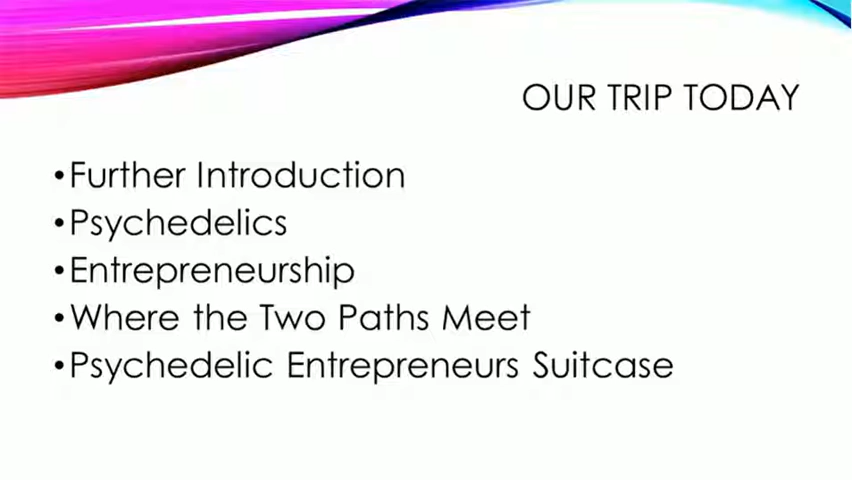 OUR TRIP TODAY
•Further Introduction
•Psychedelics
•Entrepreneurship
•Where the Two Paths Meet
•Psychedelic Entrepreneurs Suitcase